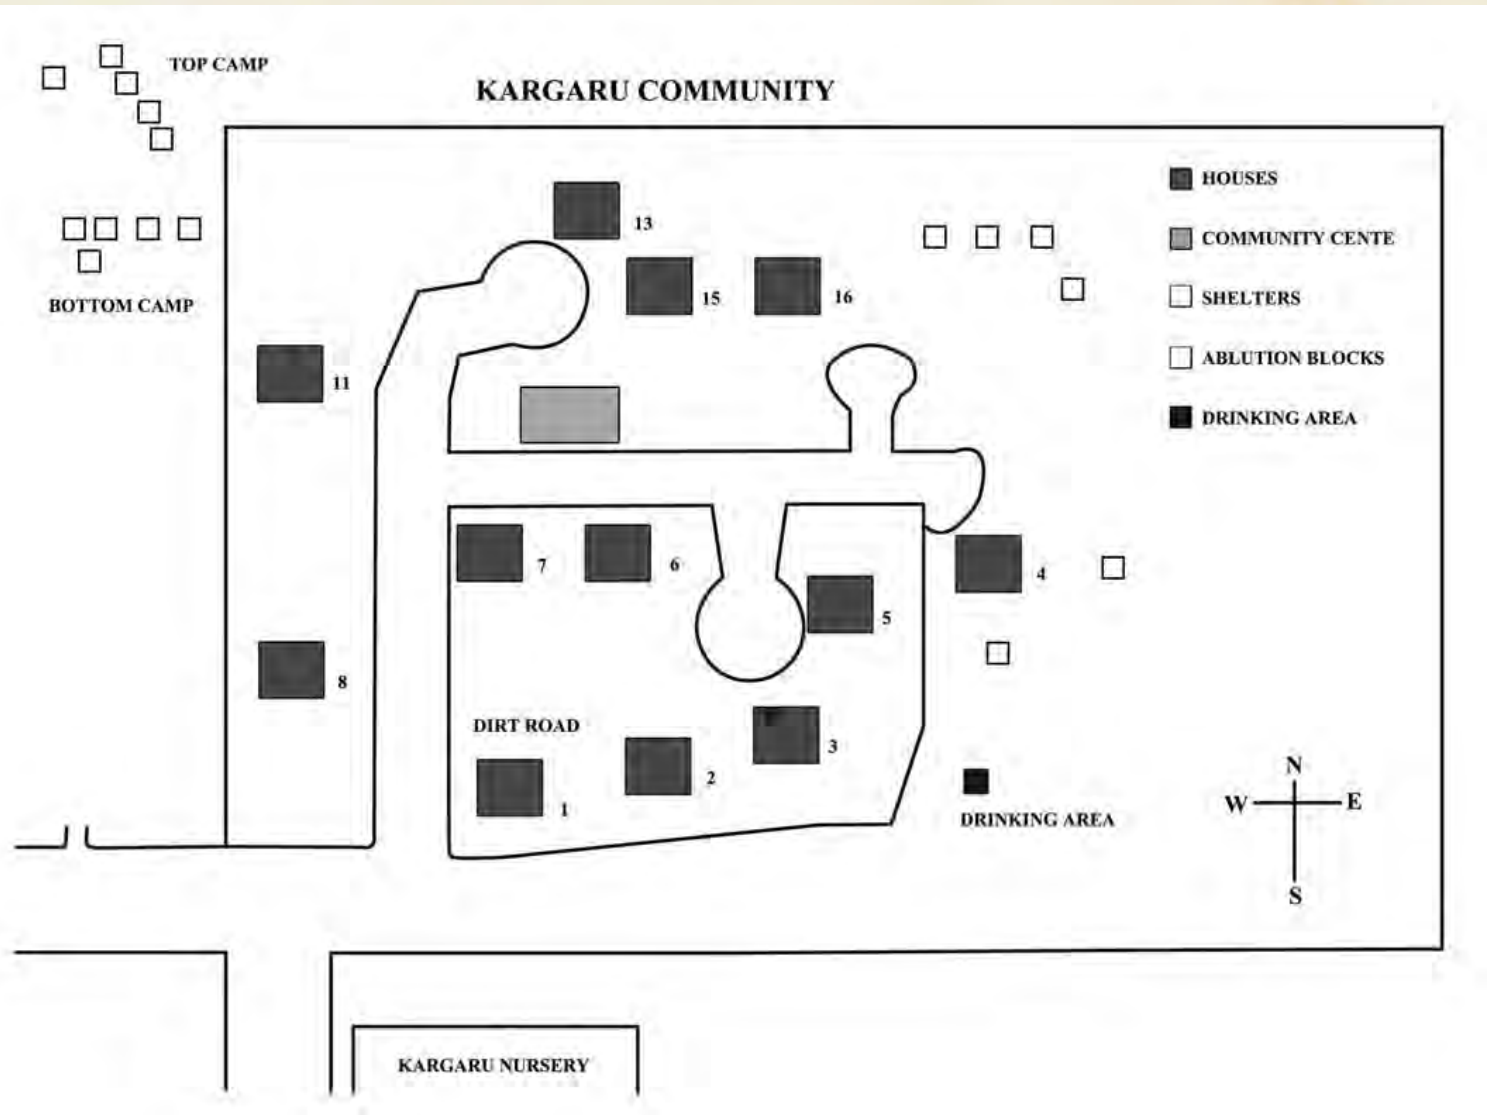 TOP CAMP
KARGARU COMMUNITY
HOUSES
13
COMMUNITY CENTE
15
16
SHELTERS
BOTTOM CAMP
ABLUTION BLOCKS
11
DRINKING AREA
7
6
4
5
8
DIRT ROAD
3
2
1
N
W
E
S
DRINKING AREA
KARGARU NURSERY